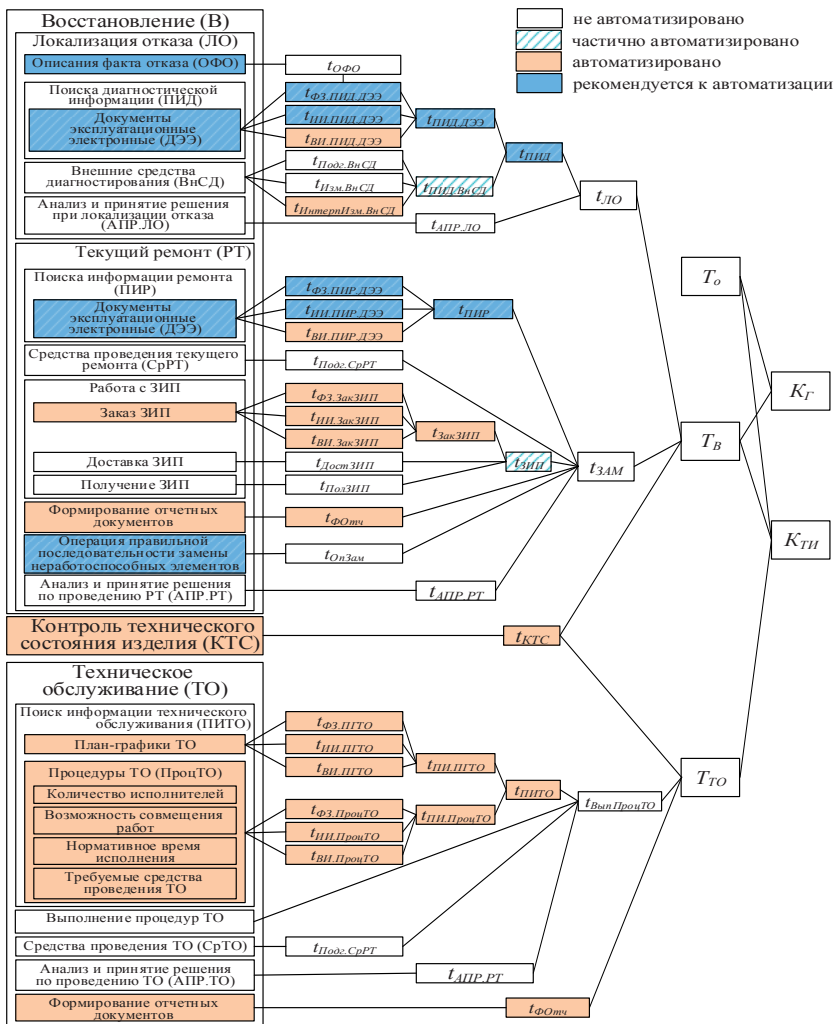 Восстановление (В)
Локализация отказа (ЛО)
Описания факта отказа (ОФО)
Поиска диагностической
информации (ПИД)
Документы
эксплуатационные
электронные (ДЭЭ)
Внешние средства
диагностирования (ВнСД)
Анализ и принятие решения
при локализации отказа
(АПР.ЛО)
Текущий ремонт (РТ)
Поиска информации ремонта
(ПИР)
Документы
эксплуатационные
электронные (ДЭЭ)
Средства проведения текущего
ремонта (СрРТ)
Работа с ЗИП
Заказ ЗИП
Доставка ЗИП
Получение ЗИП
Формирование отчетных
документов
Операция правильной
последовательности замены
неработоспособных элементов
Анализ и принятие решения
по проведению РТ (АПР.РТ)
Контроль технического
состояния изделия (КТС)
Техническое
обслуживание (ТО)
Поиск информации технического
обслуживания (ПИТО)
План-графики ТО
Процедуры ТО (ПроцТО)
Количество исполнителей
Возможность совмещения
работ
Нормативное время
исполнения
Требуемые средства
проведения ТО
Выполнение процедур ТО
Средства проведения ТО (СрТО)
Анализ и принятие решения
по проведению ТО (АПР.ТО)
Формирование отчетных
документов
не автоматизировано
частично автоматизировано
автоматизировано
рекомендуется к автоматизации
tОФО
tФЗ.ПИД.ДЭЭ
tИИ.ПИД.ДЭЭ
tВИ.ПИД.ДЭЭ
tПодг.ВнСД
tИзм.ВнСД
tИнтерпИзм.ВнСД
tПИД.ДЭЭ
tПИД.ВнСД
tАПР.ЛО
tПИД
tЛО
tФЗ.ПИР.ДЭЭ
tИИ.ПИР.ДЭЭ
tВИ.ПИР.ДЭЭ
tПИР
tПодг.СрРТ
tФЗ.ЗакЗИП
tИИ.ЗакЗИП
tВИ.ЗакЗИП
tЗакЗИП
tДостЗИП
tПолЗИП
tЗИП
tФОтч
tОпЗам
tАПР.РТ
tЗАМ
tКТС
tФЗ.ПГТО
tИИ.ПГТО
tВИ.ПГТО
tПИ.ПГТО
tФЗ.ПроцТО
tИИ.ПроцТО
tВИ.ПроцТО
tПИ.ПроцТО
tПИТО
tВыпПроцТО
tПодг.СрРТ
tАПР.РТ
tФОтч
Tо
TВ
TТО
KГ
KТИ